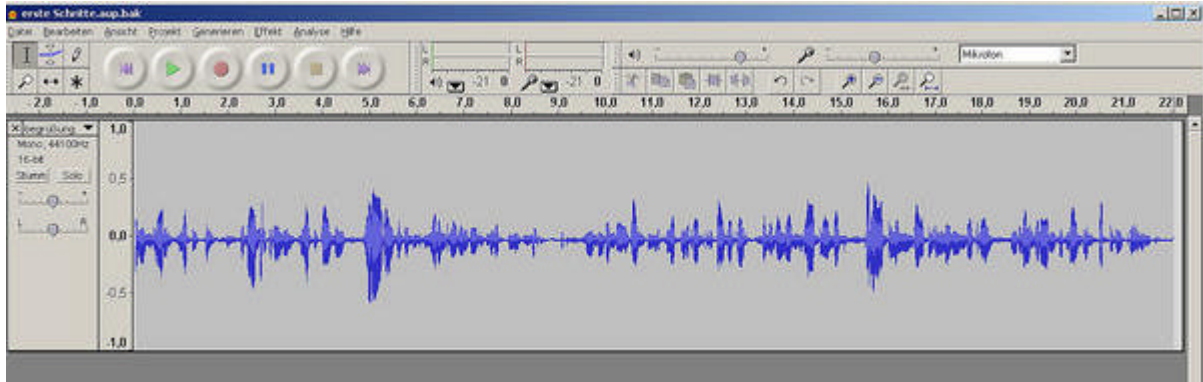 erste Schritte.aup.bak
Datei Bearbeiten Ansicht Projekt Generieren Effekt Analyse Hilfe
L
R
L
R
-21 0
-21 0
Mikrofon
-2,0 -1,0 0,0 1,0 2,0 3,0 4,0 5,0 6,0 7,0 8,0 9,0 10,0 11,0 12,0 13,0 14,0 15,0 16,0 17,0 18,0 19,0 20,0 21,0 22,0
begrüßung
Mono, 44100Hz
16-bit
Stumm Solo
- +
L R
1,0
0,5
0,0
-0,5
-1,0